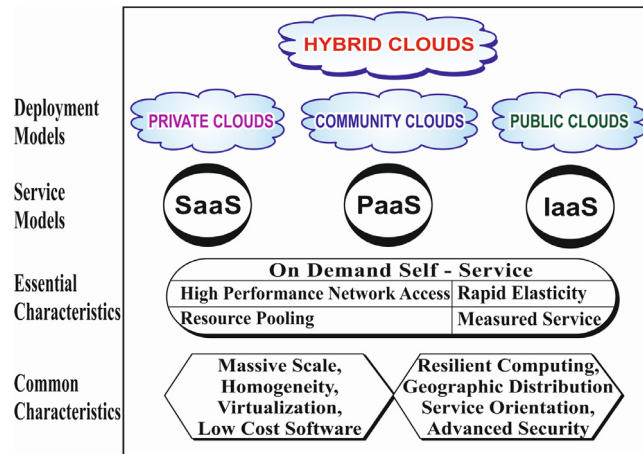 HYBRID CLOUDS
Deployment
Models
PRIVATE CLOUDS
COMMUNITY CLOUDS
PUBLIC CLOUDS
Service
Models
SaaS
PaaS
IaaS
Essential
Characteristics
On Demand Self - Service
High Performance Network Access
Rapid Elasticity
Resource Pooling
Measured Service
Common
Characteristics
Massive Scale,
Homogeneity,
Virtualization,
Low Cost Software
Resilient Computing,
Geographic Distribution
Service Orientation,
Advanced Security